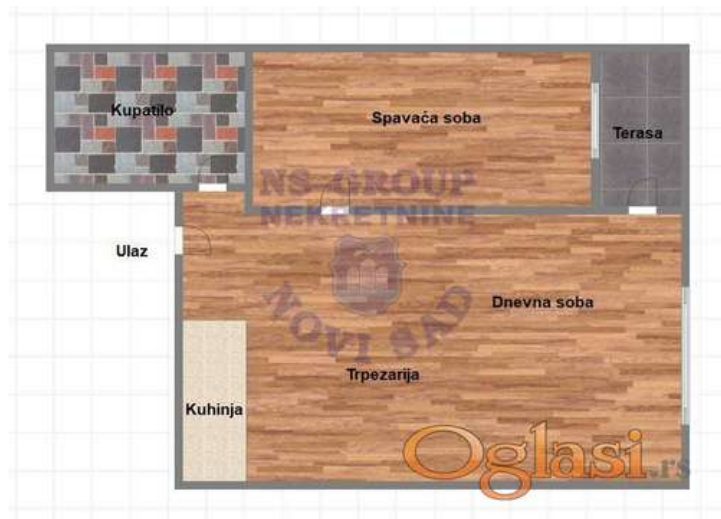 Kupatilo
Spavaća soba
Terasa
NS-GROUP
NEKRETNINE
NOVI SAD
Ulaz
Dnevna soba
Trpezarija
Kuhinja
Oglasi.rs